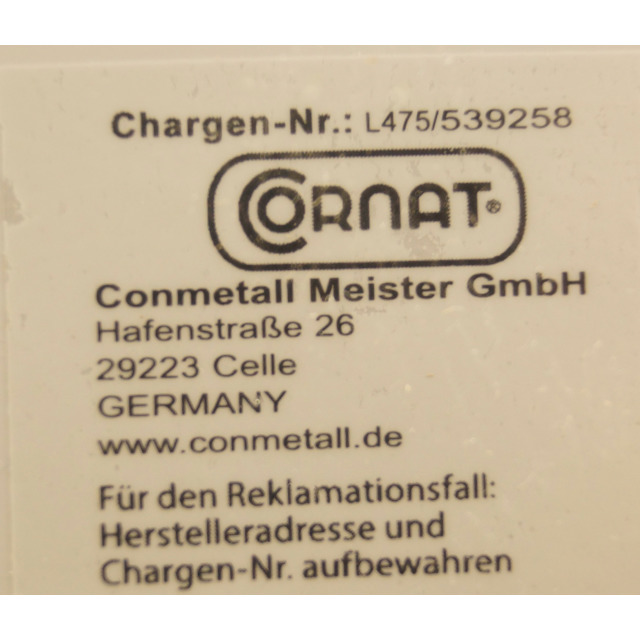 Chargen-Nr.: L475/539258
CORNAT®
Conmetall Meister GmbH
Hafenstraße 26
29223 Celle
GERMANY
www.conmetall.de
Für den Reklamationsfall:
Herstelleradresse und
Chargen-Nr. aufbewahren